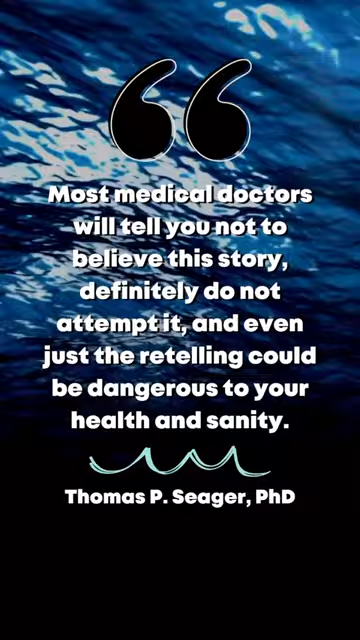 Most medical doctors
will tell you not to
believe this story,
definitely do not
attempt it, and even
just the retelling could
be dangerous to your
health and sanity.
Thomas P. Seager, PhD